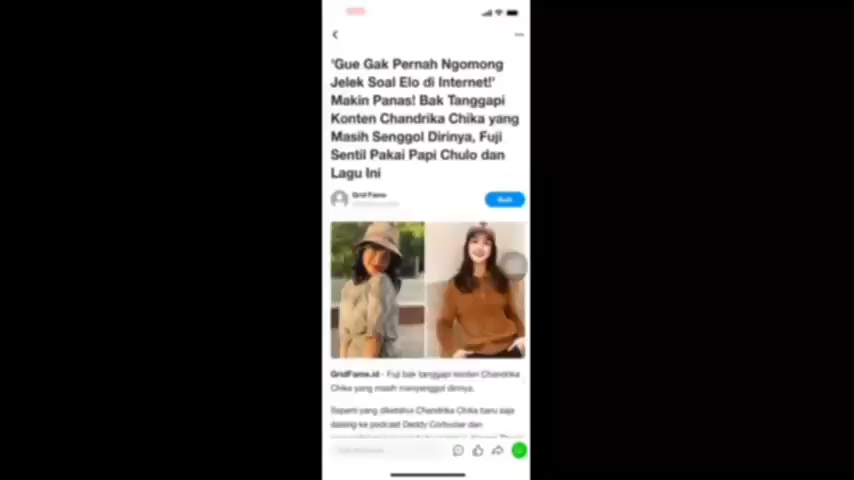 'Gue Gak Pernah Ngomong
Jelek Soal Elo di Internet!'
Makin Panas! Bak Tanggapi
Konten Chandrika Chika yang
Masih Senggol Dirinya, Fuji
Sentil Pakai Papi Chulo dan
Lagu Ini
Grid Fame
GridFame.id - Fuji bak tanggapi konten Chandrika
Chika yang masih menyenggol dirinya.
Seperti yang diketahui Chandrika Chika baru saja
datang ke podcast Deddy Corbuzier dan